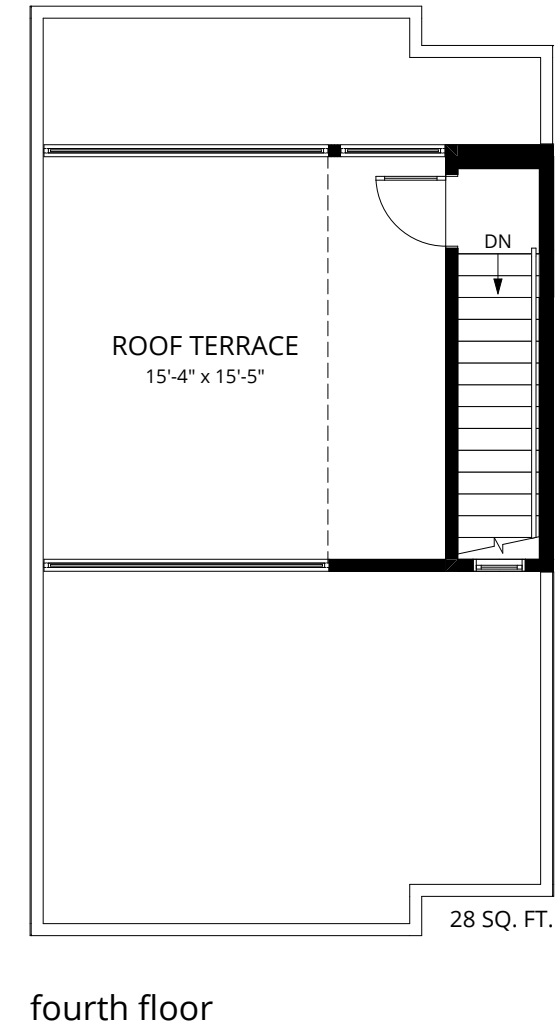 DN
ROOF TERRACE
15'-4" x 15'-5"
28 SQ. FT.
fourth floor